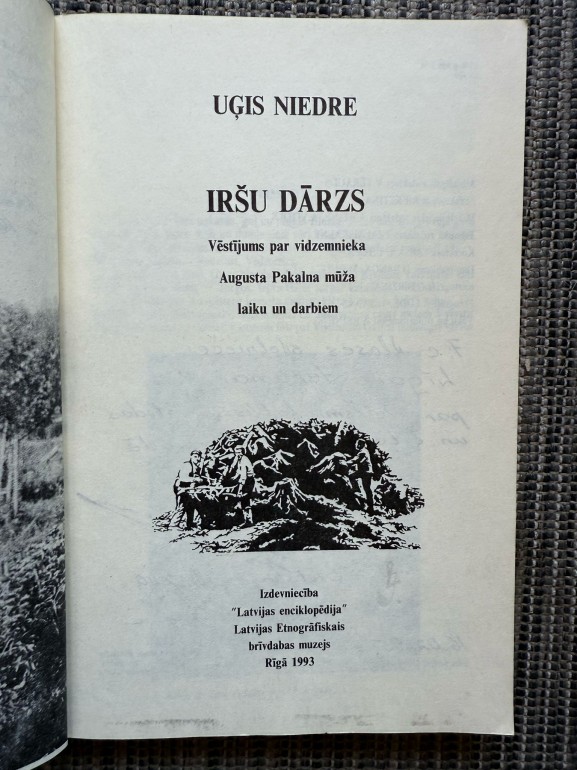 UĢIS NIEDRE
IRŠU DĀRZS
Vēstījums par vidzemnieka
Augusta Pakalna mūža
laiku un darbiem
Izdevniecība
"Latvijas enciklopēdija"
Latvijas Etnogrāfiskais
brīvdabas muzejs
Rīgā 1993